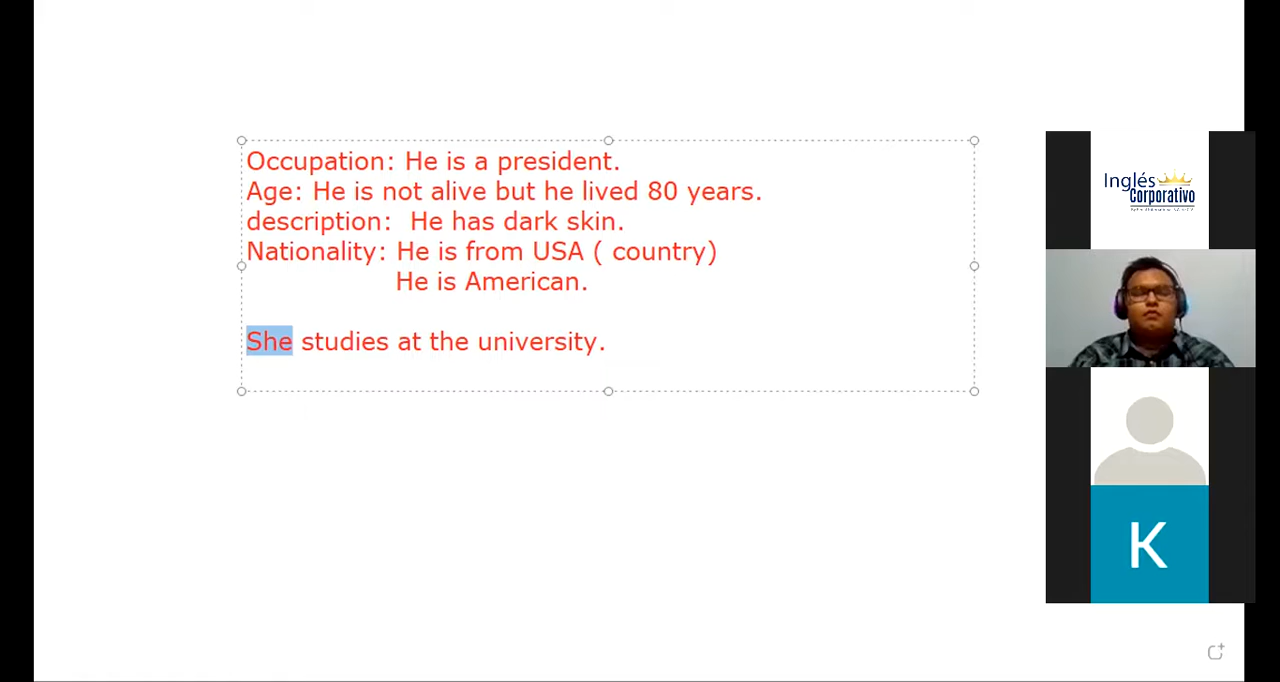 Occupation: He is a president.
Age: He is not alive but he lived 80 years.
description: He has dark skin.
Nationality: He is from USA ( country)
He is American.
She studies at the university.
Inglés
Corporativo
K